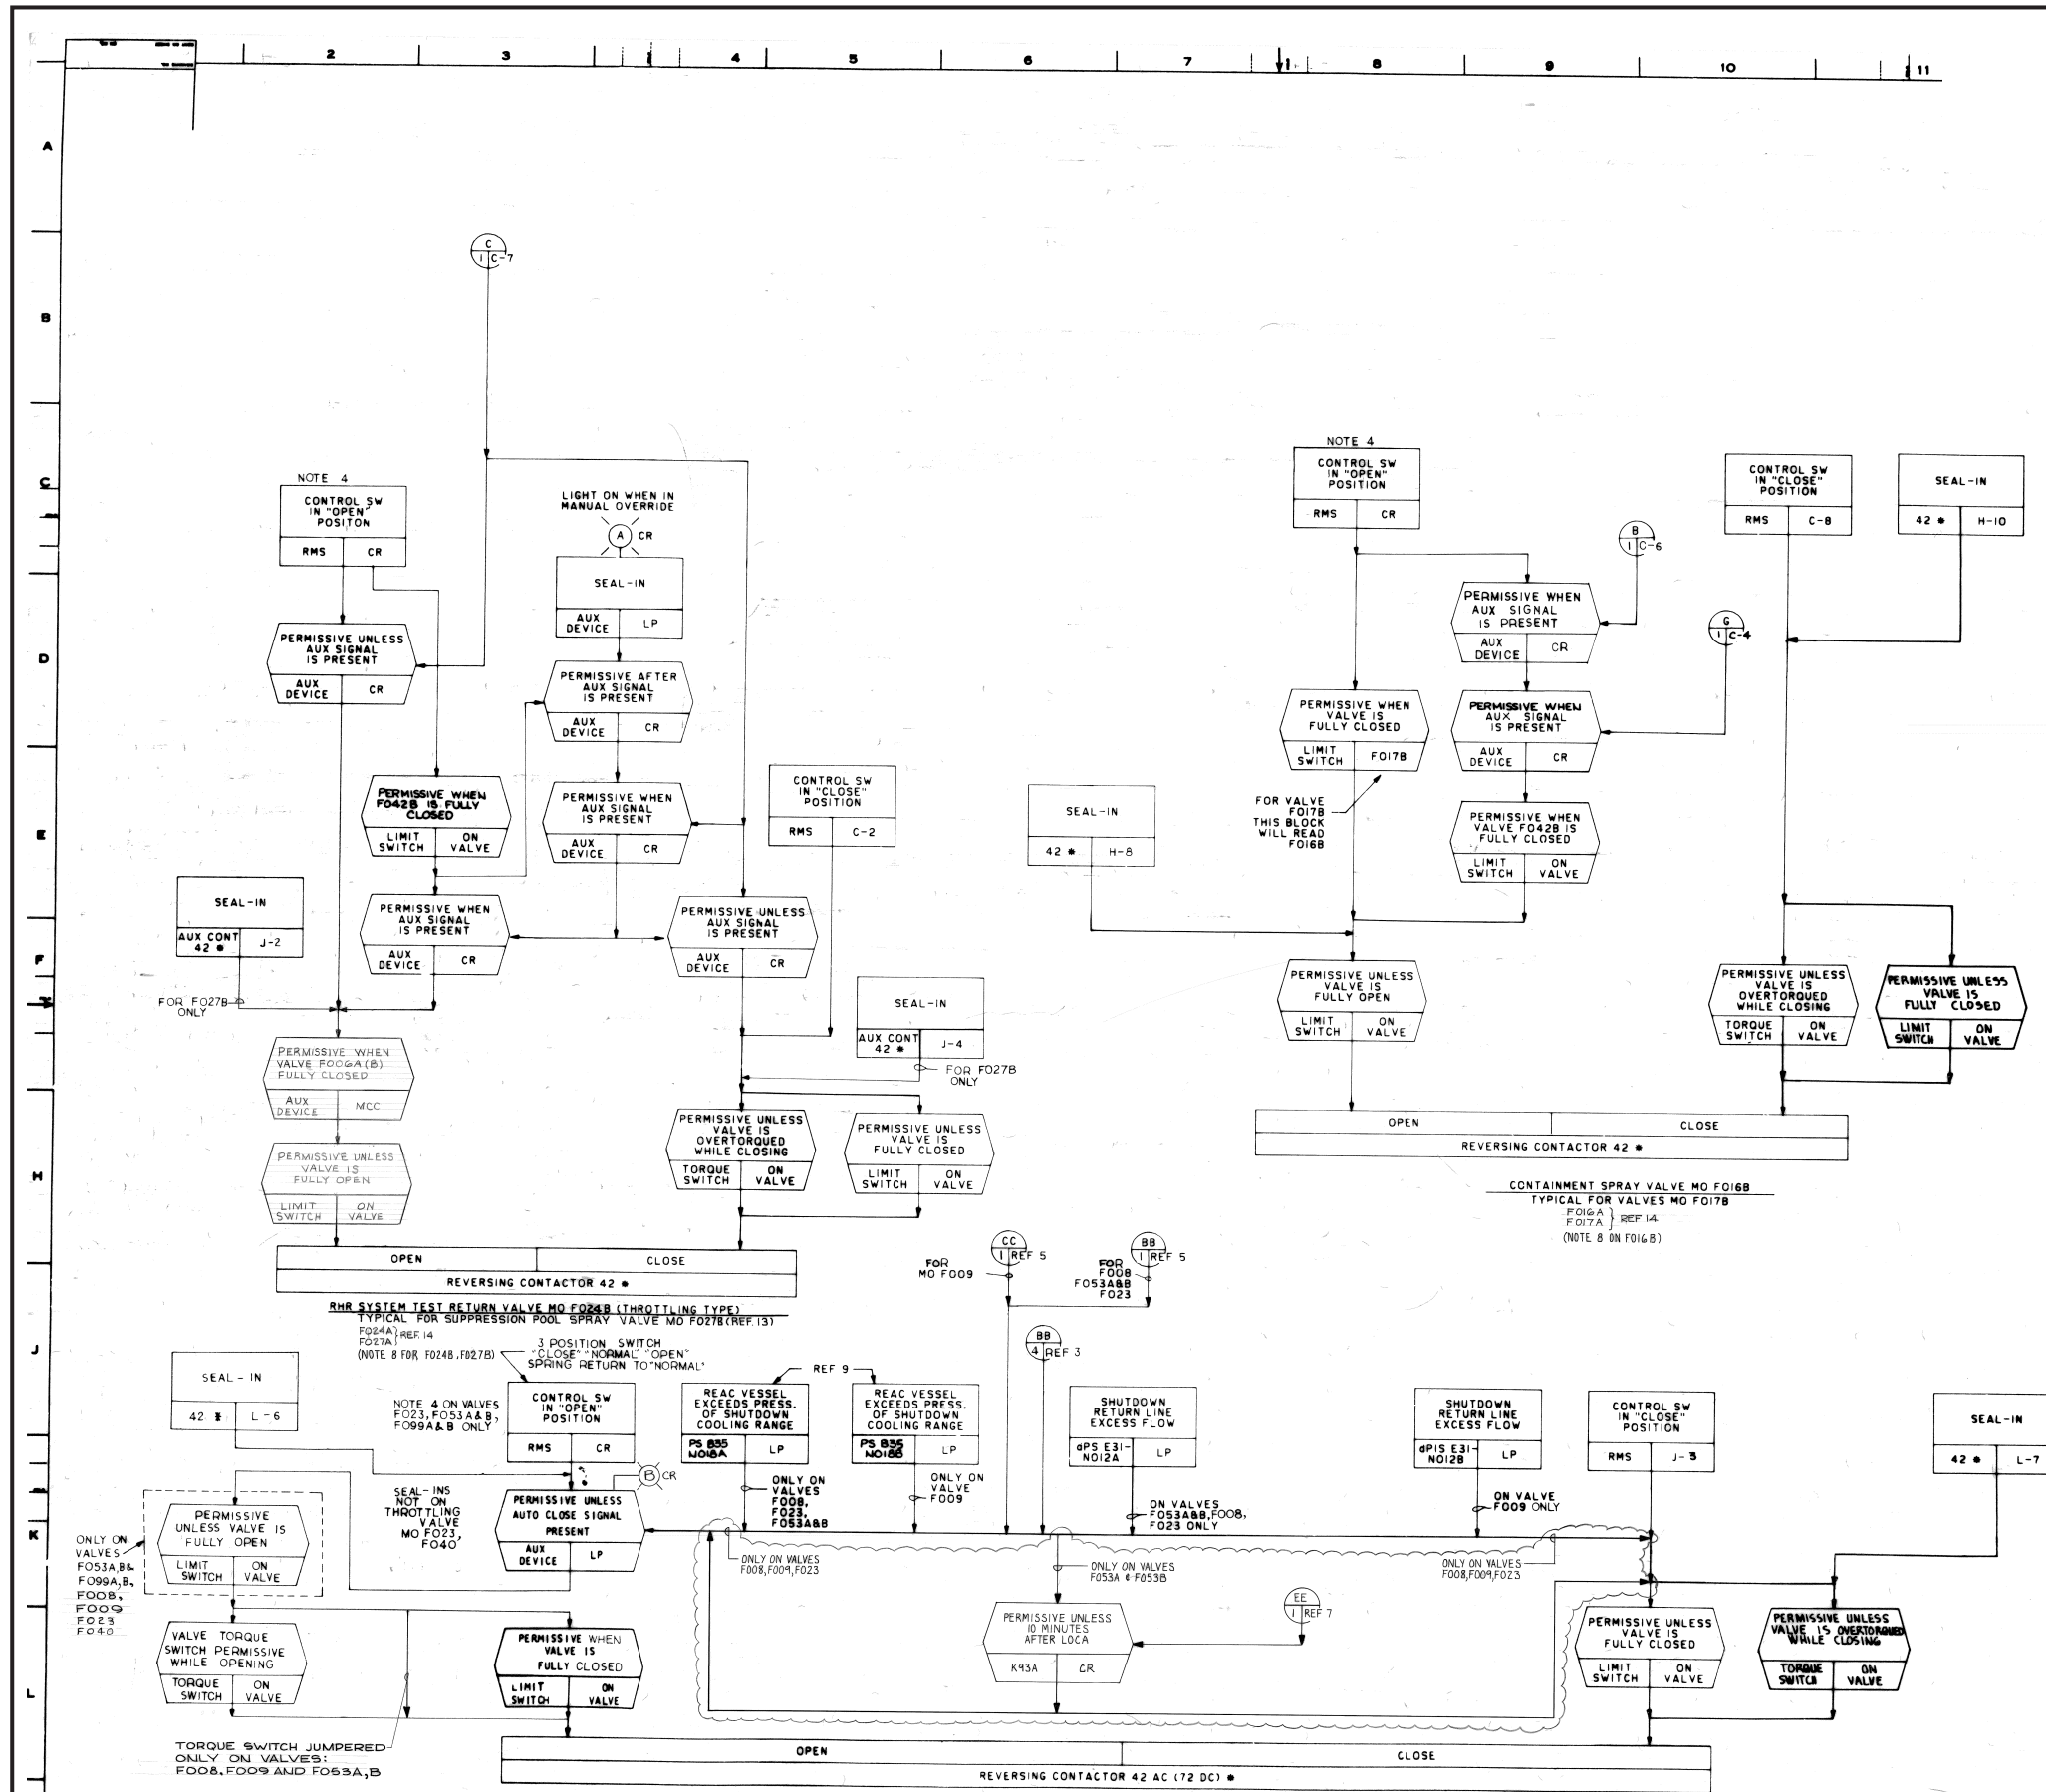 2 3 4 5 6 7 8 9 10 11
A
B
C
1 C-7
C
NOTE 4
CONTROL SW
IN "OPEN"
POSITON
RMS CR
LIGHT ON WHEN IN
MANUAL OVERRIDE
A CR
SEAL-IN
AUX
DEVICE LP
NOTE 4
CONTROL SW
IN "OPEN"
POSITION
RMS CR
B
1 C-6
CONTROL SW
IN "CLOSE"
POSITION
RMS C-8
SEAL-IN
42 * H-10
D
PERMISSIVE UNLESS
AUX SIGNAL
IS PRESENT
AUX
DEVICE CR
PERMISSIVE AFTER
AUX SIGNAL
IS PRESENT
AUX
DEVICE CR
PERMISSIVE WHEN
AUX SIGNAL
IS PRESENT
AUX
DEVICE CR
G
1 C-4
PERMISSIVE WHEN
VALVE IS
FULLY CLOSED
LIMIT
SWITCH F017B
PERMISSIVE WHEN
AUX SIGNAL
IS PRESENT
AUX
DEVICE CR
E
PERMISSIVE WHEN
F042B IS FULLY
CLOSED
LIMIT
SWITCH
ON
VALVE
PERMISSIVE WHEN
AUX SIGNAL
IS PRESENT
AUX
DEVICE CR
CONTROL SW
IN "CLOSE"
POSITION
RMS C-2
SEAL-IN
42 * H-8
FOR VALVE
F017B
THIS BLOCK
WILL READ
F016B
PERMISSIVE WHEN
VALVE F042B IS
FULLY CLOSED
LIMIT
SWITCH
ON
VALVE
F
SEAL-IN
AUX CONT
42 * J-2
FOR F027B
ONLY
PERMISSIVE WHEN
AUX SIGNAL
IS PRESENT
AUX
DEVICE CR
PERMISSIVE UNLESS
AUX SIGNAL
IS PRESENT
AUX
DEVICE CR
SEAL-IN
AUX CONT
42 * J-4
FOR F027B
ONLY
PERMISSIVE UNLESS
VALVE IS
FULLY OPEN
LIMIT
SWITCH
ON
VALVE
PERMISSIVE UNLESS
VALVE IS
OVERTORQUED
WHILE CLOSING
TORQUE
SWITCH
ON
VALVE
PERMISSIVE UNLESS
VALVE IS
FULLY CLOSED
LIMIT
SWITCH
ON
VALVE
PERMISSIVE WHEN
VALVE F006A(B)
FULLY CLOSED
AUX
DEVICE MCC
H
PERMISSIVE UNLESS
VALVE IS
FULLY OPEN
LIMIT
SWITCH
ON
VALVE
PERMISSIVE UNLESS
VALVE IS
OVERTORQUED
WHILE CLOSING
TORQUE
SWITCH
ON
VALVE
PERMISSIVE UNLESS
VALVE IS
FULLY CLOSED
LIMIT
SWITCH
ON
VALVE
OPEN CLOSE
REVERSING CONTACTOR 42 *
CONTAINMENT SPRAY VALVE MO F016B
TYPICAL FOR VALVES MO F017B
F016A
F017A } REF 14
(NOTE 8 ON F016B)
OPEN CLOSE
REVERSING CONTACTOR 42 *
RHR SYSTEM TEST RETURN VALVE MO F024B (THROTTLING TYPE)
TYPICAL FOR SUPPRESSION POOL SPRAY VALVE MO F027B (REF. 13)
F024A
F027A } REF. 14
(NOTE 8 FOR F024B, F027B)
CC
1 REF 5
FOR
MO F009
BB
1 REF 5
FOR
F008
F053A&B
F023
J
3 POSITION SWITCH
"CLOSE" "NORMAL" "OPEN"
SPRING RETURN TO "NORMAL"
BB
4 REF 3
REF 9
SEAL-IN
42 * L-6
NOTE 4 ON VALVES
F023, F053A&B,
F099A&B ONLY
CONTROL SW
IN "OPEN"
POSITION
RMS CR
REAC VESSEL
EXCEEDS PRESS.
OF SHUTDOWN
COOLING RANGE
PS B35
N018A LP
REAC VESSEL
EXCEEDS PRESS.
OF SHUTDOWN
COOLING RANGE
PS B35
N018B LP
SHUTDOWN
RETURN LINE
EXCESS FLOW
dPS E31-
N012A LP
SHUTDOWN
RETURN LINE
EXCESS FLOW
dPIS E31-
N012B LP
CONTROL SW
IN "CLOSE"
POSITION
RMS J-5
SEAL-IN
42 * L-7
K
B CR
SEAL-INS
NOT ON
THROTTLING
VALVE
MO F023,
F040
PERMISSIVE UNLESS
AUTO CLOSE SIGNAL
PRESENT
AUX
DEVICE LP
ONLY ON
VALVES
F008,
F023,
F053A&B
ONLY ON
VALVE
F009
ON VALVES
F053A&B, F008,
F023 ONLY
ON VALVE
F009 ONLY
ONLY ON
VALVES
F053A,B&
F099A,B,
F008,
F009
F023
F040
PERMISSIVE
UNLESS VALVE IS
FULLY OPEN
LIMIT
SWITCH
ON
VALVE
ONLY ON VALVES
F008,F009,F023
ONLY ON VALVES
F053A & F053B
ONLY ON VALVES
F008,F009,F023
EE
1 REF 7
L
VALVE TORQUE
SWITCH PERMISSIVE
WHILE OPENING
TORQUE
SWITCH
ON
VALVE
PERMISSIVE WHEN
VALVE IS
FULLY CLOSED
LIMIT
SWITCH
ON
VALVE
PERMISSIVE UNLESS
10 MINUTES
AFTER LOCA
K93A CR
PERMISSIVE UNLESS
VALVE IS
FULLY CLOSED
LIMIT
SWITCH
ON
VALVE
PERMISSIVE UNLESS
VALVE IS OVERTORQUED
WHILE CLOSING
TORQUE
SWITCH
ON
VALVE
TORQUE SWITCH JUMPERED
ONLY ON VALVES:
F008, F009 AND F053A,B
OPEN CLOSE
REVERSING CONTACTOR 42 AC (72 DC) *